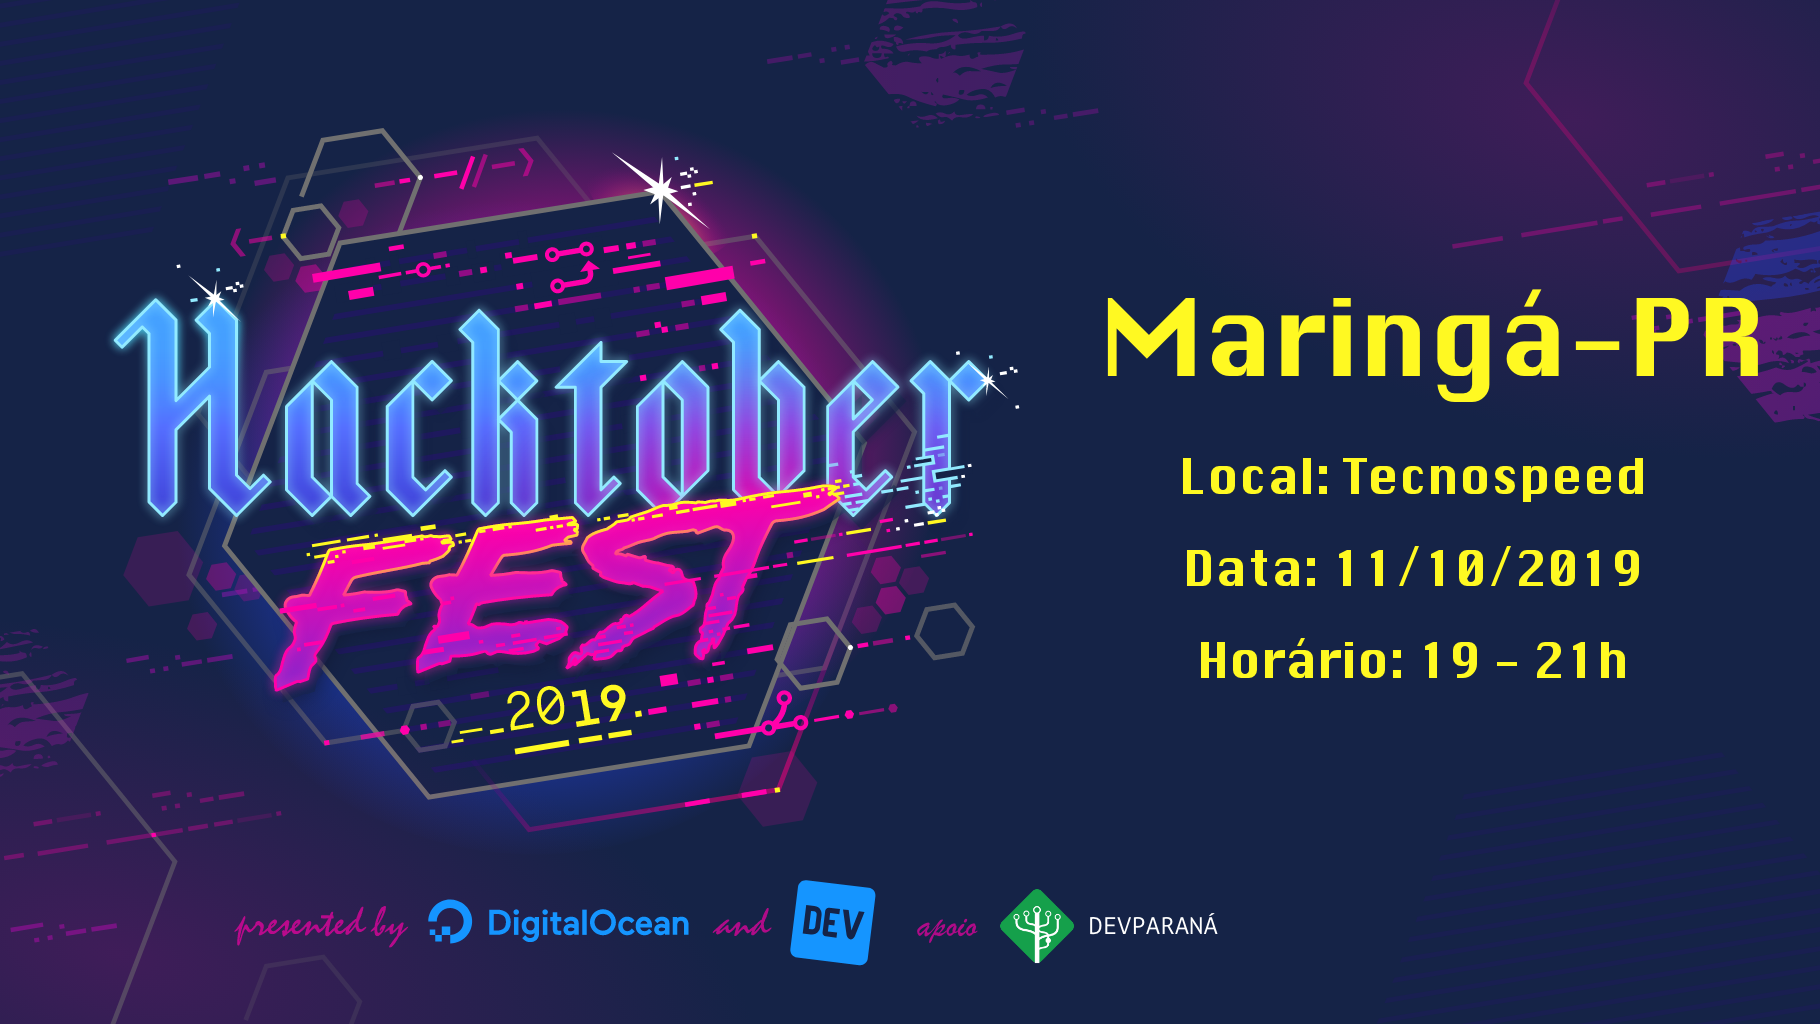 Hacktober
FEST
2019.
Maringá-PR
Local: Tecnospeed
Data: 11/10/2019
Horário: 19 - 21h
presented by DigitalOcean and DEV apoio DEVPARANÁ